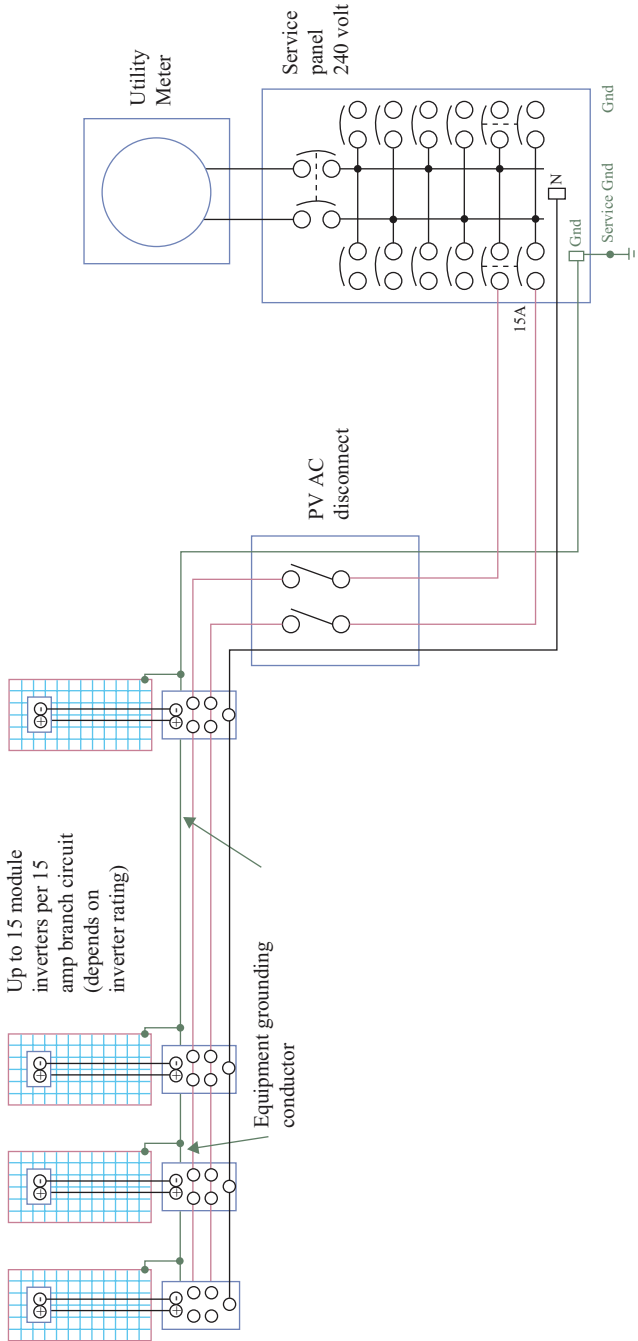 Up to 15 module
inverters per 15
amp branch circuit
(depends on
inverter rating)
Equipment grounding
conductor
PV AC
disconnect
Utility
Meter
Service
panel
240 volt
15A
N
Gnd
Service Gnd
Gnd